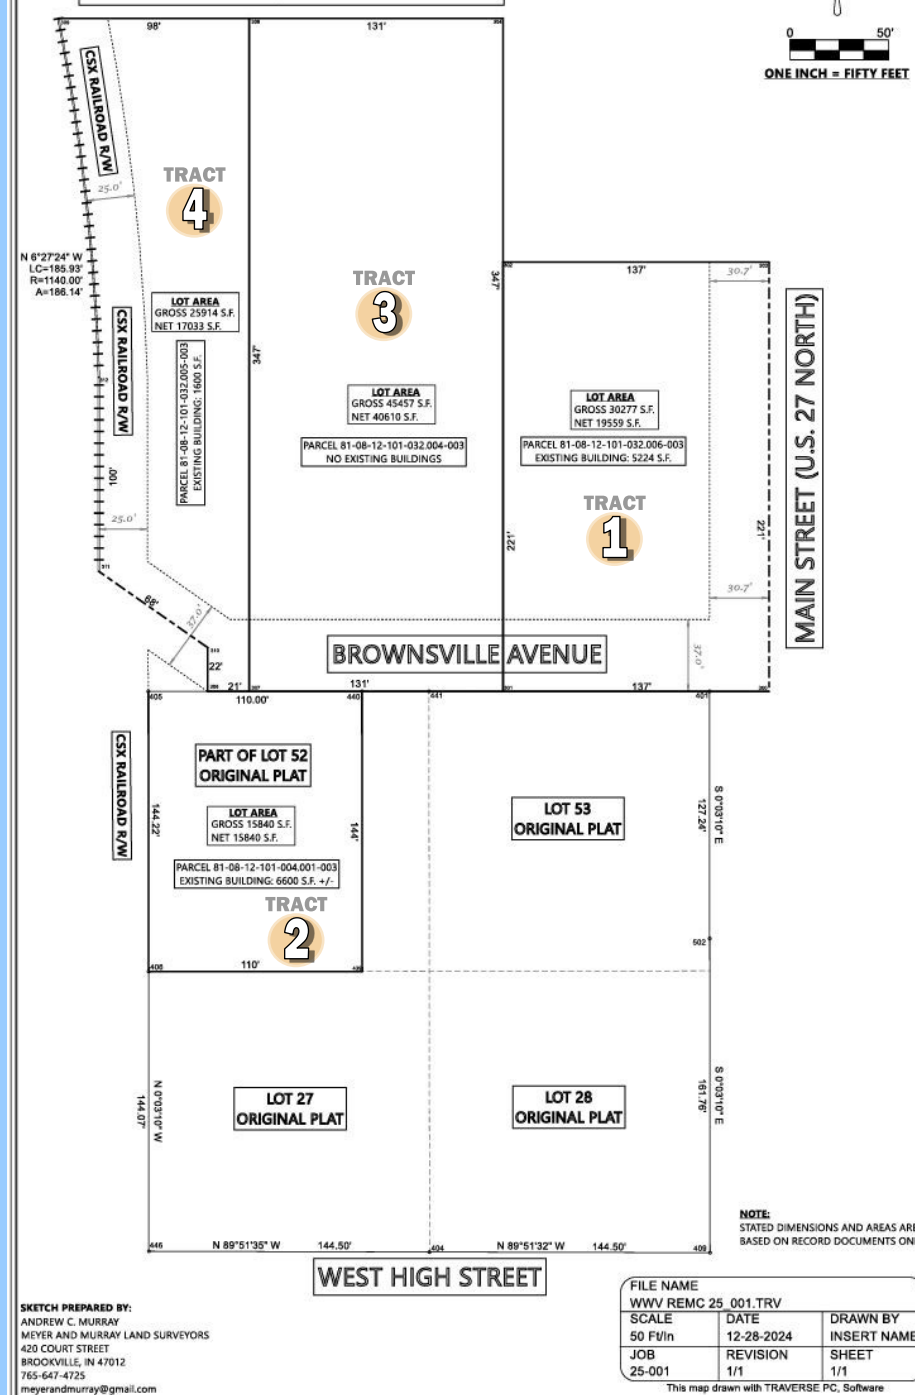 98'
131'
0 50'
ONE INCH = FIFTY FEET
CSX RAILROAD R/W
25.0'
TRACT
4
N 6°27'24" W
LC=185.93'
R=1140.00'
A=186.14'
LOT AREA
GROSS 25914 S.F.
NET 17033 S.F.
CSX RAILROAD R/W
PARCEL 81-08-12-101-032.005-003
EXISTING BUILDING: 1600 S.F.
347'
100'
25.0'
68'
37.0'
22'
21'
TRACT
3
347'
LOT AREA
GROSS 45457 S.F.
NET 40610 S.F.
PARCEL 81-08-12-101-032.004-003
NO EXISTING BUILDINGS
137'
30.7'
LOT AREA
GROSS 30277 S.F.
NET 19559 S.F.
PARCEL 81-08-12-101-032.006-003
EXISTING BUILDING: 5224 S.F.
TRACT
1
221'
221'
30.7'
37.0'
MAIN STREET (U.S. 27 NORTH)
BROWNSVILLE AVENUE
131'
137'
405
110.00'
440
441
401
CSX RAILROAD R/W
PART OF LOT 52
ORIGINAL PLAT
144.22'
LOT AREA
GROSS 15840 S.F.
NET 15840 S.F.
144'
PARCEL 81-08-12-101-004.001-003
EXISTING BUILDING: 6600 S.F. +/-
TRACT
2
110'
LOT 53
ORIGINAL PLAT
S 0°03'10" E
127.24'
502
N 0°03'10" W
144.07'
LOT 27
ORIGINAL PLAT
LOT 28
ORIGINAL PLAT
S 0°03'10" E
161.76'
446
N 89°51'35" W 144.50'
404
N 89°51'32" W 144.50'
409
WEST HIGH STREET
NOTE:
STATED DIMENSIONS AND AREAS ARE
BASED ON RECORD DOCUMENTS
SKETCH PREPARED BY:
ANDREW C. MURRAY
MEYER AND MURRAY LAND SURVEYORS
420 COURT STREET
BROOKVILLE, IN 47012
765-647-4725
meyerandmurray@gmail.com
FILE NAME
WWV REMC 25_001.TRV
SCALE DATE DRAWN BY
50 Ft/in 12-28-2024 INSERT NAME
JOB REVISION SHEET
25-001 1/1 1/1
This map drawn with TRAVERSE PC. Software